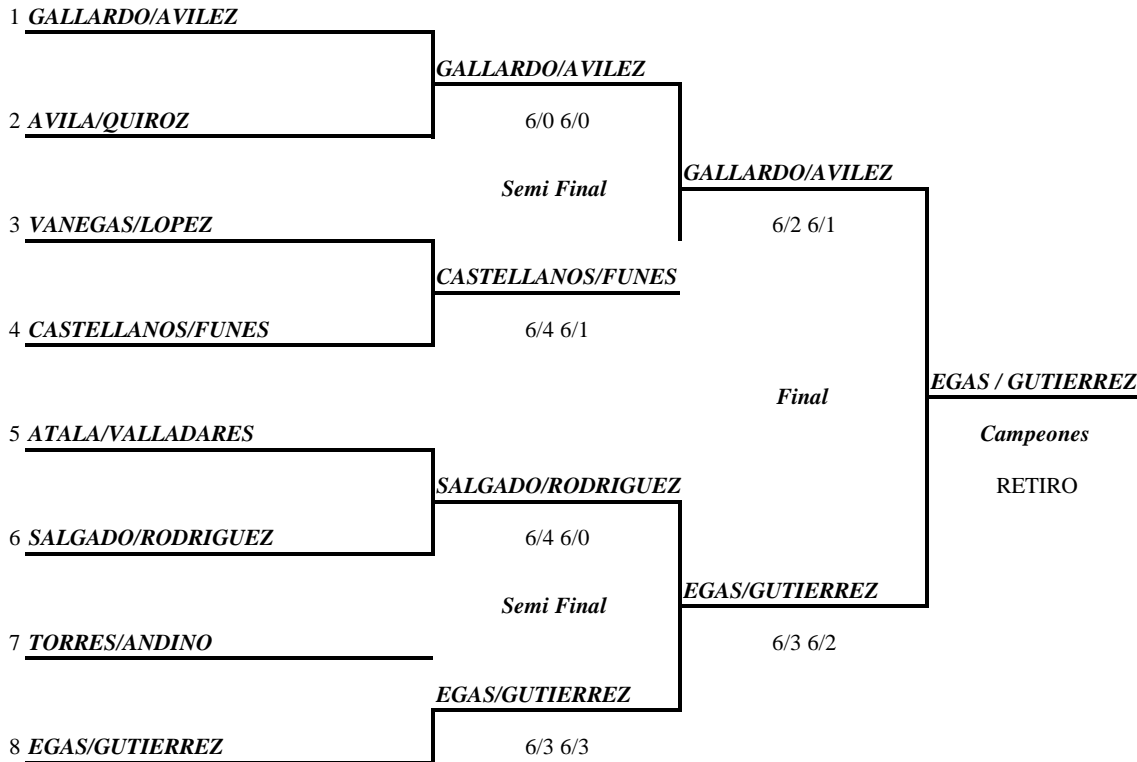 1 GALLARDO/AVILEZ
GALLARDO/AVILEZ
2 AVILA/QUIROZ
6/0 6/0
Semi Final
GALLARDO/AVILEZ
3 VANEGAS/LOPEZ
6/2 6/1
CASTELLANOS/FUNES
4 CASTELLANOS/FUNES
6/4 6/1
Final
EGAS / GUTIERREZ
5 ATALA/VALLADARES
Campeones
SALGADO/RODRIGUEZ
RETIRO
6 SALGADO/RODRIGUEZ
6/4 6/0
Semi Final
EGAS/GUTIERREZ
7 TORRES/ANDINO
6/3 6/2
EGAS/GUTIERREZ
8 EGAS/GUTIERREZ
6/3 6/3